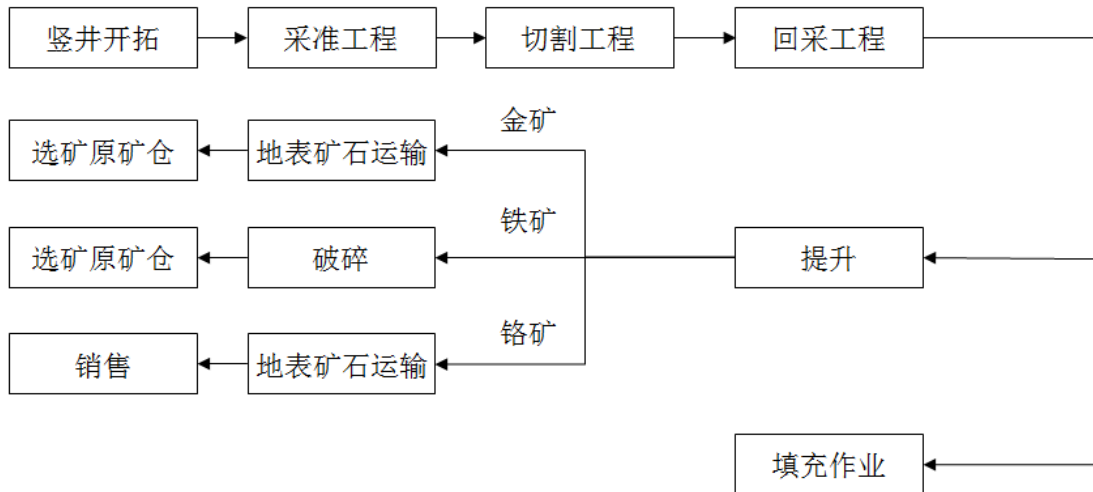 竖井开拓
采准工程
切割工程
回采工程
金矿
选矿原矿仓
地表矿石运输
铁矿
选矿原矿仓
破碎
提升
铬矿
销售
地表矿石运输
填充作业